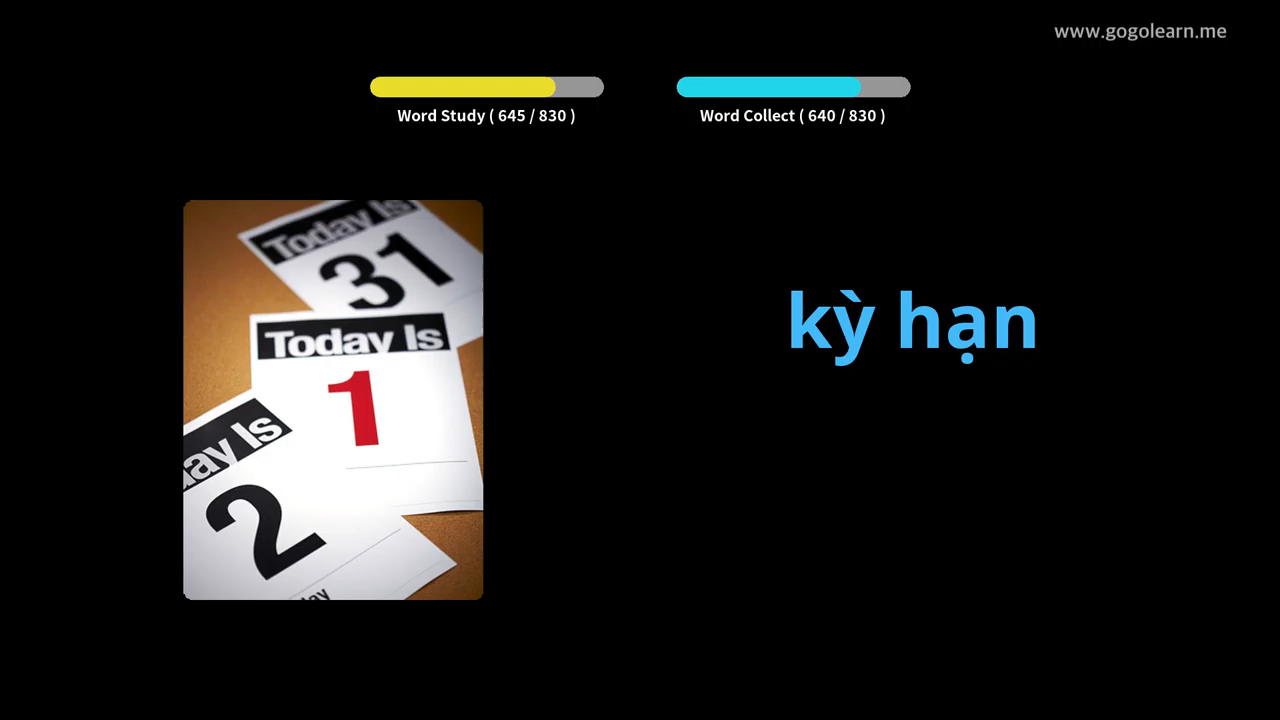 www.gogolearn.me
Word Study ( 645 / 830 )
Word Collect ( 640 / 830 )
Today Is
31
Today Is
1
ay Is
2
day
kỳ hạn